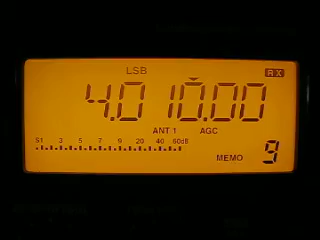 LSB RX
4.010.00
ANT 1 AGC
S1 3 5 7 9 20 40 60dB
MEMO 9